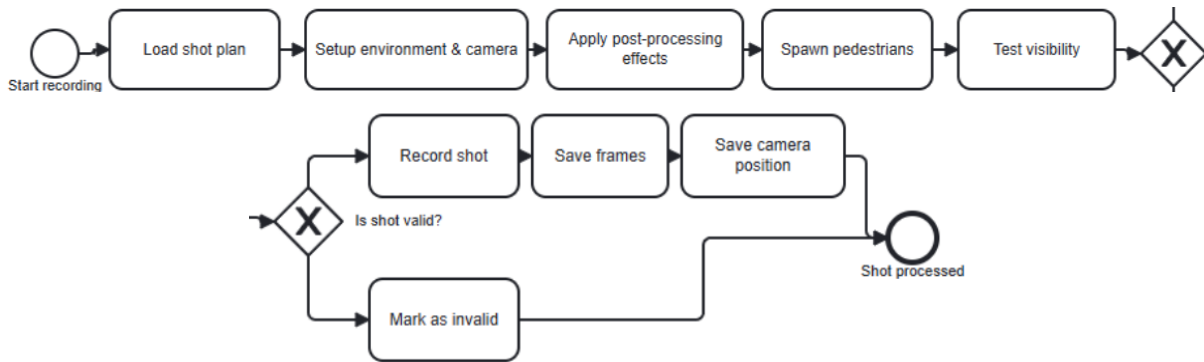 Load shot plan
Setup environment & camera
Apply post-processing
effects
Spawn pedestrians
Test visibility
X
Start recording
Record shot
Save frames
Save camera
position
X
Is shot valid?
Shot processed
Mark as invalid